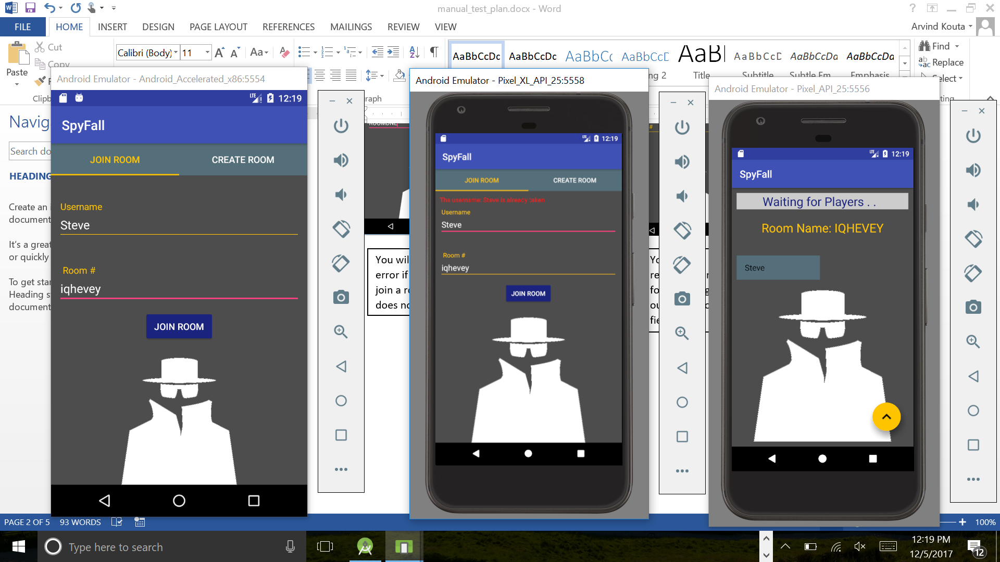 manual_test_plan.docx - Word
FILE
HOME
INSERT
DESIGN
PAGE LAYOUT
REFERENCES
MAILINGS
REVIEW
VIEW
Arvind Kouta
Paste
Cut
Copy
Calibri (Body)
11
Aa
AaBbCcDc
AaBbCcDc
AaBbCc
AaBbCcD
AaBl
AaBbCcD
AaBbCcDa
AaBbCcDa
ng 2
Title
Subtitle
Subtle Em...
Emphasis
Find
Replace
Select
Clipb
raph
ting
Navig
Search do
HEADING
Create an i
document
It's a great
or quickly
To get star
Heading s
document
Android Emulator - Android_Accelerated_x86:5554
LTE 12:19
SpyFall
JOIN ROOM
CREATE ROOM
Username
Steve
Room #
iqhevey
JOIN ROOM
ROOMDNE
You wil
error if
join a r
does no
Android Emulator - Pixel_XL_API_25:5558
LTE 12:19
SpyFall
JOIN ROOM
CREATE ROOM
The username: Steve is already taken
Username
Steve
Room #
iqhevey
JOIN ROOM
#
Yo
re
fo
ou
fie
Android Emulator - Pixel_API_25:5556
LTE 12:19
SpyFall
Waiting for Players . .
Room Name: IQHEVEY
Steve
PAGE 2 OF 5
93 WORDS
100%
Type here to search
12:19 PM
12/5/2017
12